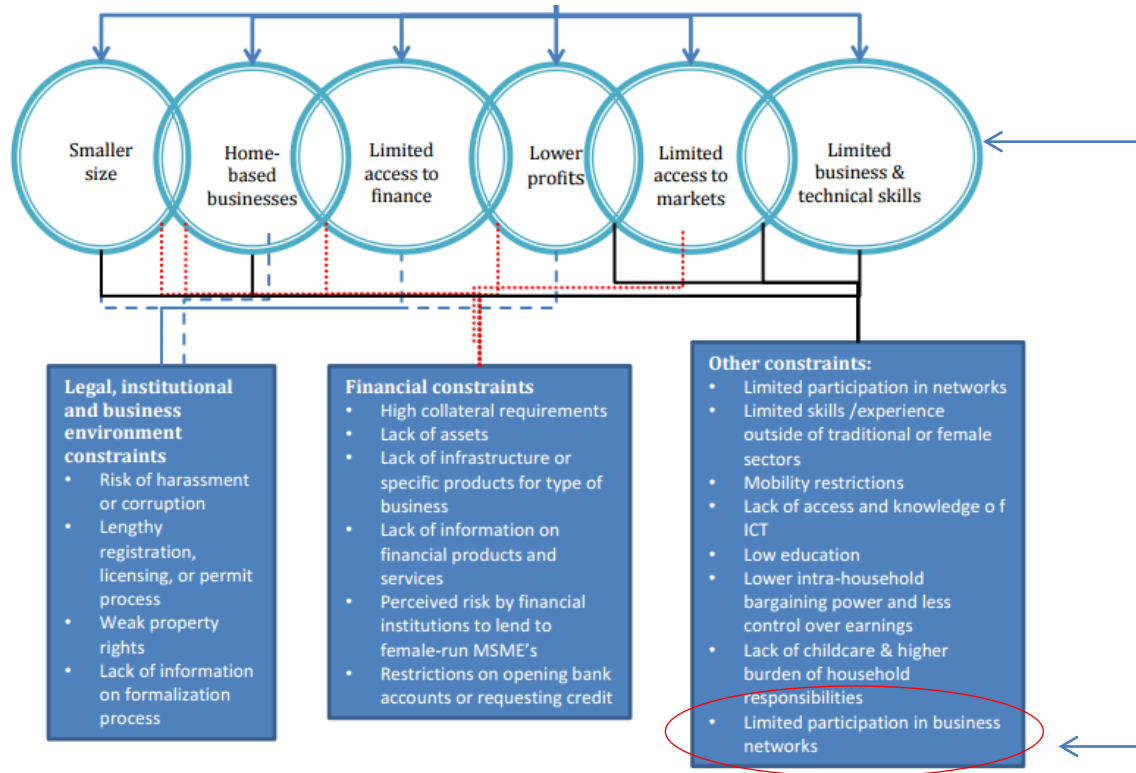 Smaller
size
Home-
based
businesses
Limited
access to
finance
Lower
profits
Limited
access to
markets
Limited
business &
technical skills
Legal, institutional
and business
environment
constraints
• Risk of harassment
or corruption
• Lengthy
registration,
licensing, or permit
process
• Weak property
rights
• Lack of information
on formalization
process
Financial constraints
• High collateral requirements
• Lack of assets
• Lack of infrastructure or
specific products for type of
business
• Lack of information on
financial products and
services
• Perceived risk by financial
institutions to lend to
female-run MSME's
• Restrictions on opening bank
accounts or requesting credit
Other constraints:
• Limited participation in networks
• Limited skills /experience
outside of traditional or female
sectors
• Mobility restrictions
• Lack of access and knowledge o f
ICT
• Low education
• Lower intra-household
bargaining power and less
control over earnings
• Lack of childcare & higher
burden of household
responsibilities
• Limited participation in business
networks